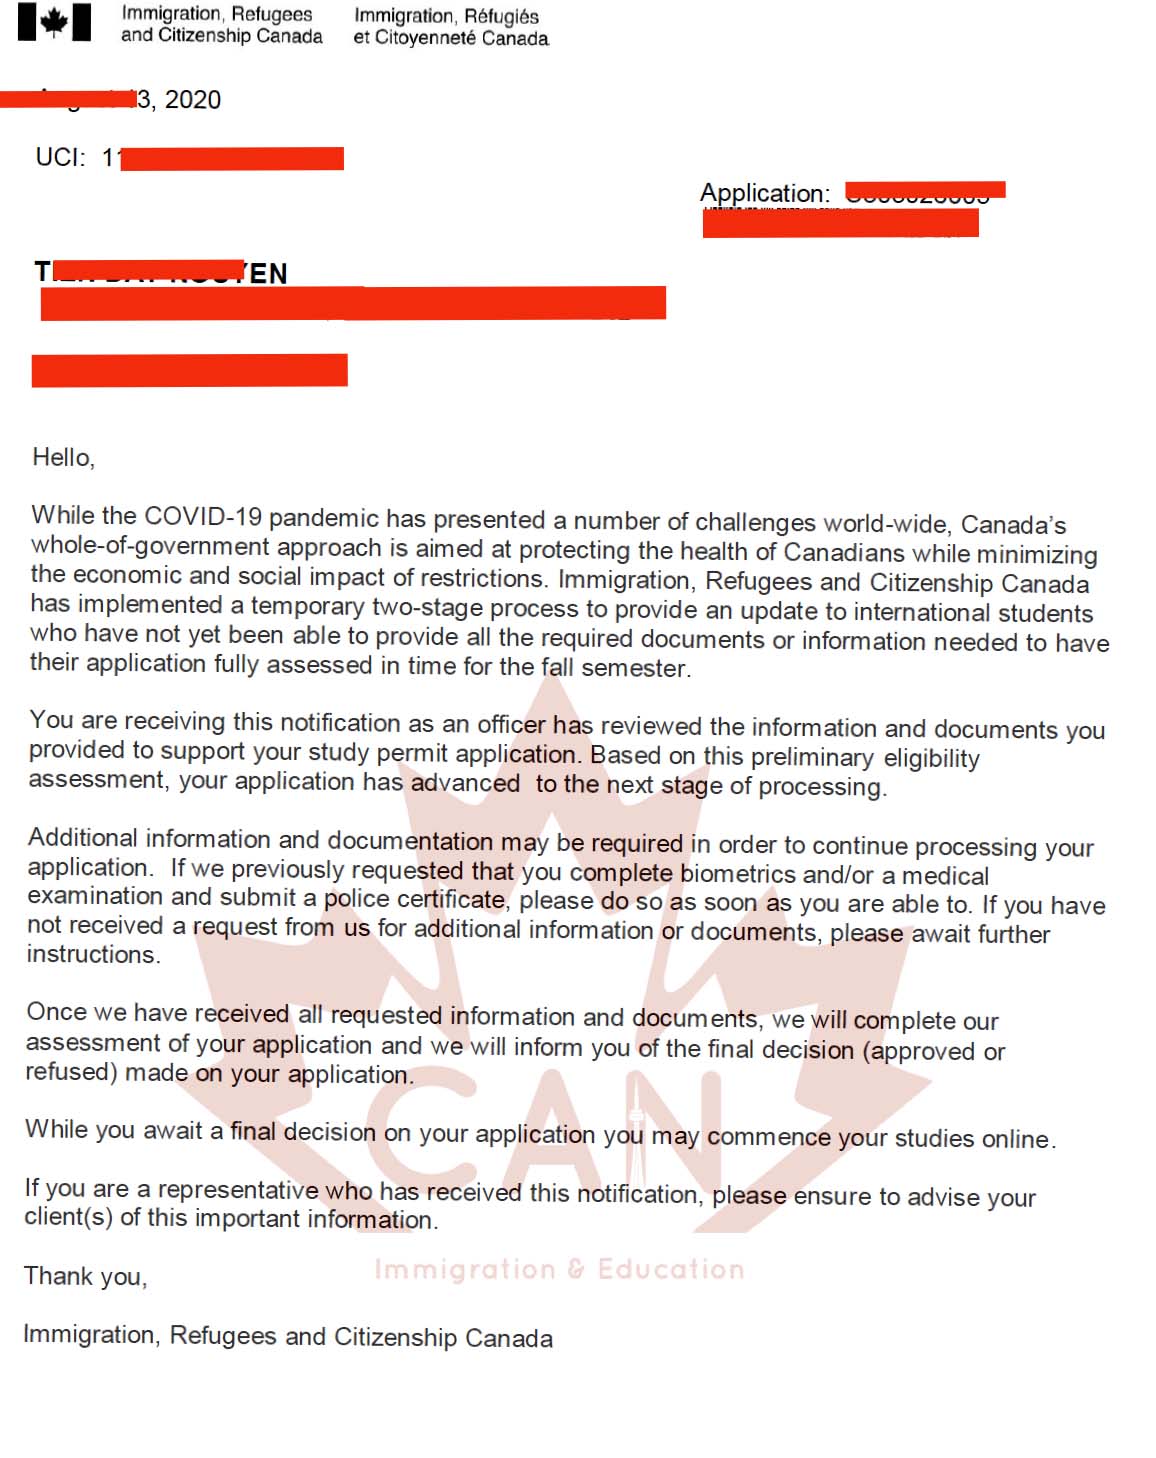 Immigration, Refugees and Citizenship Canada
Immigration, Réfugiés et Citoyenneté Canada
3, 2020
UCI: 11
Application:
T YEN
Hello,
While the COVID-19 pandemic has presented a number of challenges world-wide, Canada's
whole-of-government approach is aimed at protecting the health of Canadians while minimizing
the economic and social impact of restrictions. Immigration, Refugees and Citizenship Canada
has implemented a temporary two-stage process to provide an update to international students
who have not yet been able to provide all the required documents or information needed to have
their application fully assessed in time for the fall semester.
You are receiving this notification as an officer has reviewed the information and documents you
provided to support your study permit application. Based on this preliminary eligibility
assessment, your application has advanced  to the next stage of processing.
Additional information and documentation may be required in order to continue processing your
application.  If we previously requested that you complete biometrics and/or a medical
examination and submit a police certificate, please do so as soon as you are able to. If you have
not received a request from us for additional information or documents, please await further
instructions.
Once we have received all requested information and documents, we will complete our
assessment of your application and we will inform you of the final decision (approved or
refused) made on your application.
While you await a final decision on your application you may commence your studies online.
If you are a representative who has received this notification, please ensure to advise your
client(s) of this important information.
Thank you,
Immigration, Refugees and Citizenship Canada
CAN
Immigration & Education